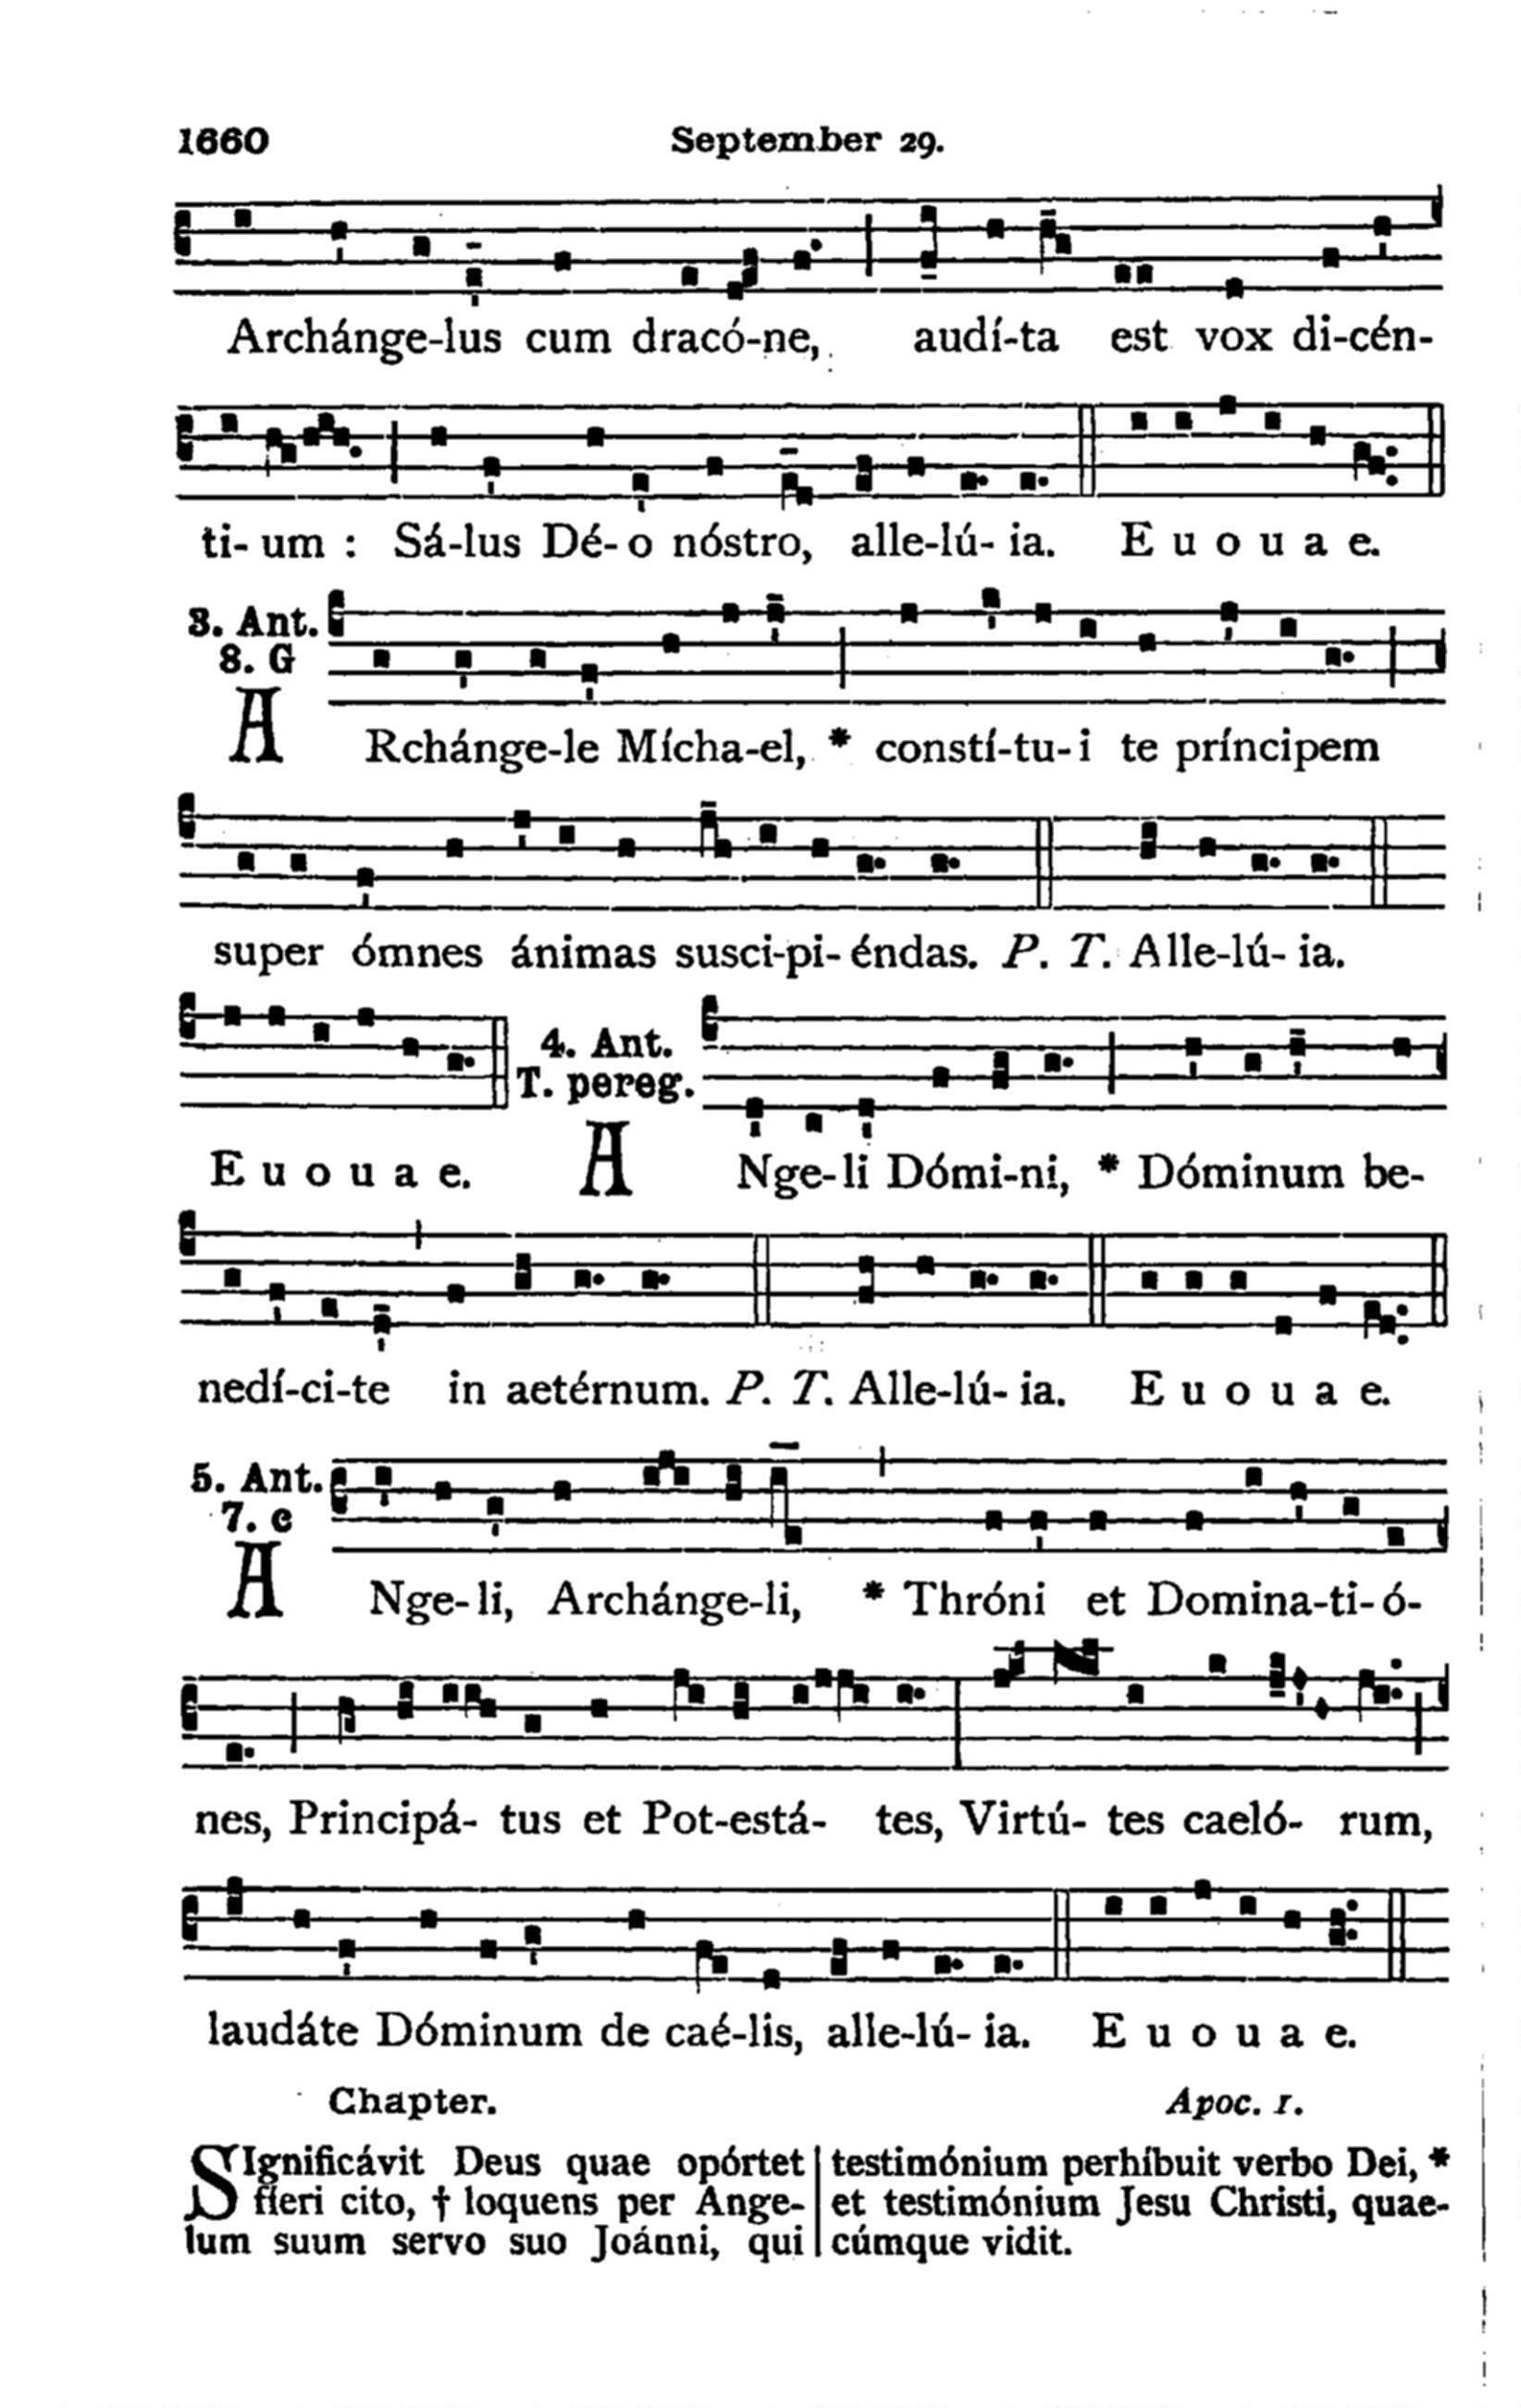 1660 September 29.
Archánge-lus cum dracó-ne, audí-ta est vox di-cén-
ti- um : Sá-lus Dé- o nóstro, alle-lú- ia. E u o u a e.
3. Ant.
8. G
A Rchánge-le Mícha-el, * constí-tu- i te príncipem
super ómnes ánimas susci-pi- éndas. P. T. Alle-lú- ia.
4. Ant.
T. pereg.
E u o u a e. A Nge- li Dómi-ni, * Dóminum be-
nedí-ci-te in aetérnum. P. T. Alle-lú- ia. E u o u a e.
5. Ant.
7. c
A Nge- li, Archánge-li, * Thróni et Domina-ti- ó-
nes, Principá- tus et Pot-está- tes, Virtú- tes caeló- rum,
laudáte Dóminum de caé-lis, alle-lú- ia. E u o u a e.
Chapter. Apoc. 1.
SIgnificávit Deus quae opórtet
fíeri cito, † loquens per Ange-
lum suum servo suo Joánni, qui
testimónium perhíbuit verbo Dei, *
et testimónium Jesu Christi, quae-
cúmque vidit.